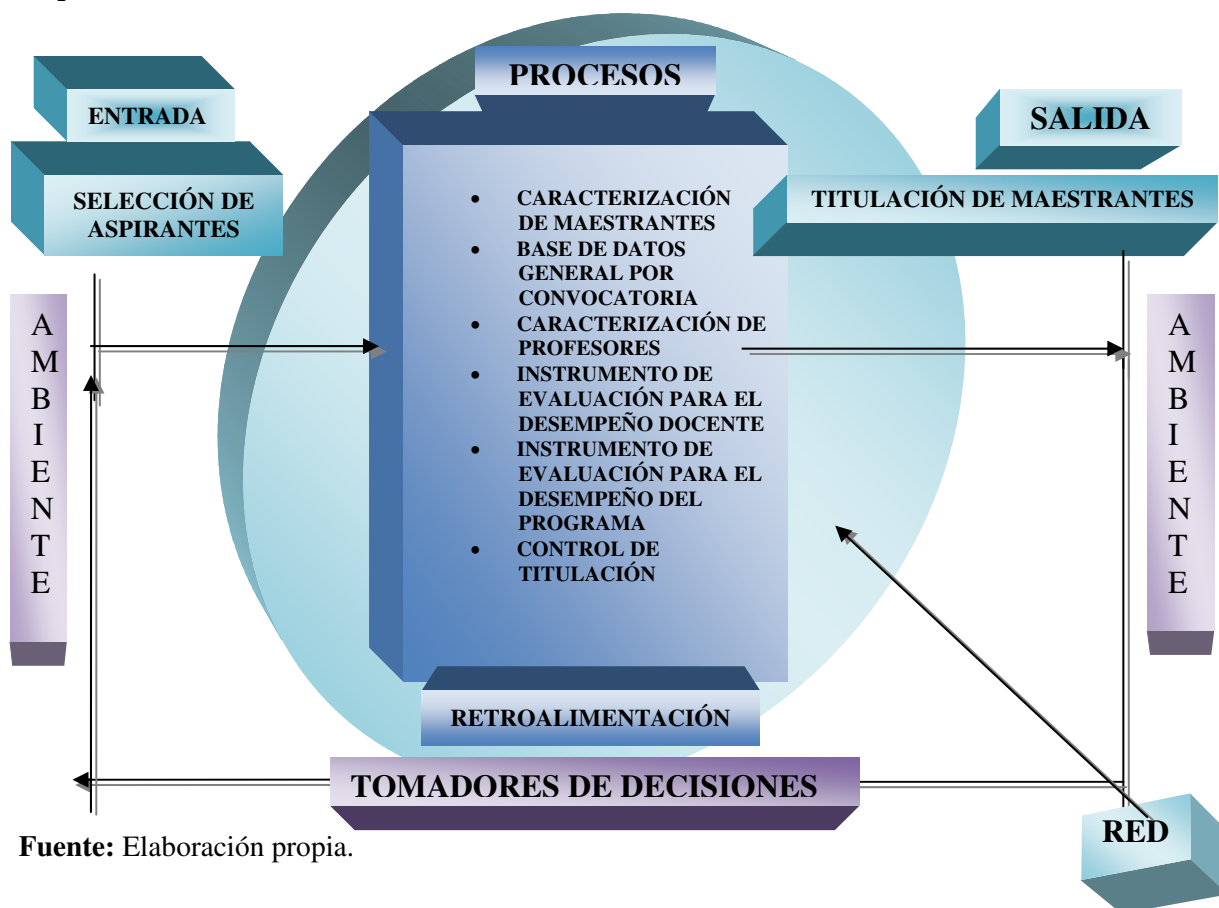 PROCESOS
ENTRADA
SELECCIÓN DE
ASPIRANTES
SALIDA
TITULACIÓN DE MAESTRANTES
A
M
B
I
E
N
T
E
• CARACTERIZACIÓN
DE MAESTRANTES
• BASE DE DATOS
GENERAL POR
CONVOCATORIA
• CARACTERIZACIÓN DE
PROFESORES
• INSTRUMENTO DE
EVALUACIÓN PARA EL
DESEMPEÑO DOCENTE
• INSTRUMENTO DE
EVALUACIÓN PARA EL
DESEMPEÑO DEL
PROGRAMA
• CONTROL DE
TITULACIÓN
A
M
B
I
E
N
T
E
RETROALIMENTACIÓN
TOMADORES DE DECISIONES
RED
Fuente: Elaboración propia.